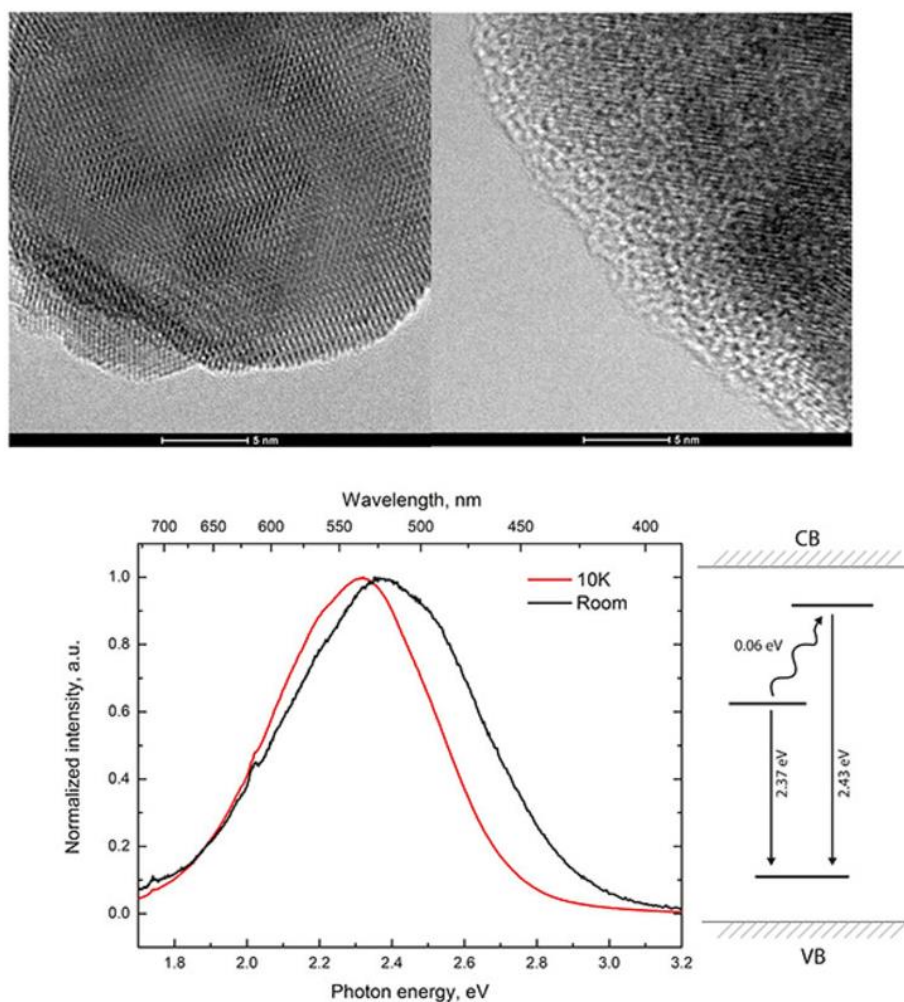 5 nm
5 nm
Wavelength, nm
700 650 600 550 500 450 400
10K
Room
Normalized intensity, a.u.
1.0
0.8
0.6
0.4
0.2
0.0
1.8 2.0 2.2 2.4 2.6 2.8 3.0 3.2
Photon energy, eV
CB
0.06 eV
2.37 eV
2.43 eV
VB